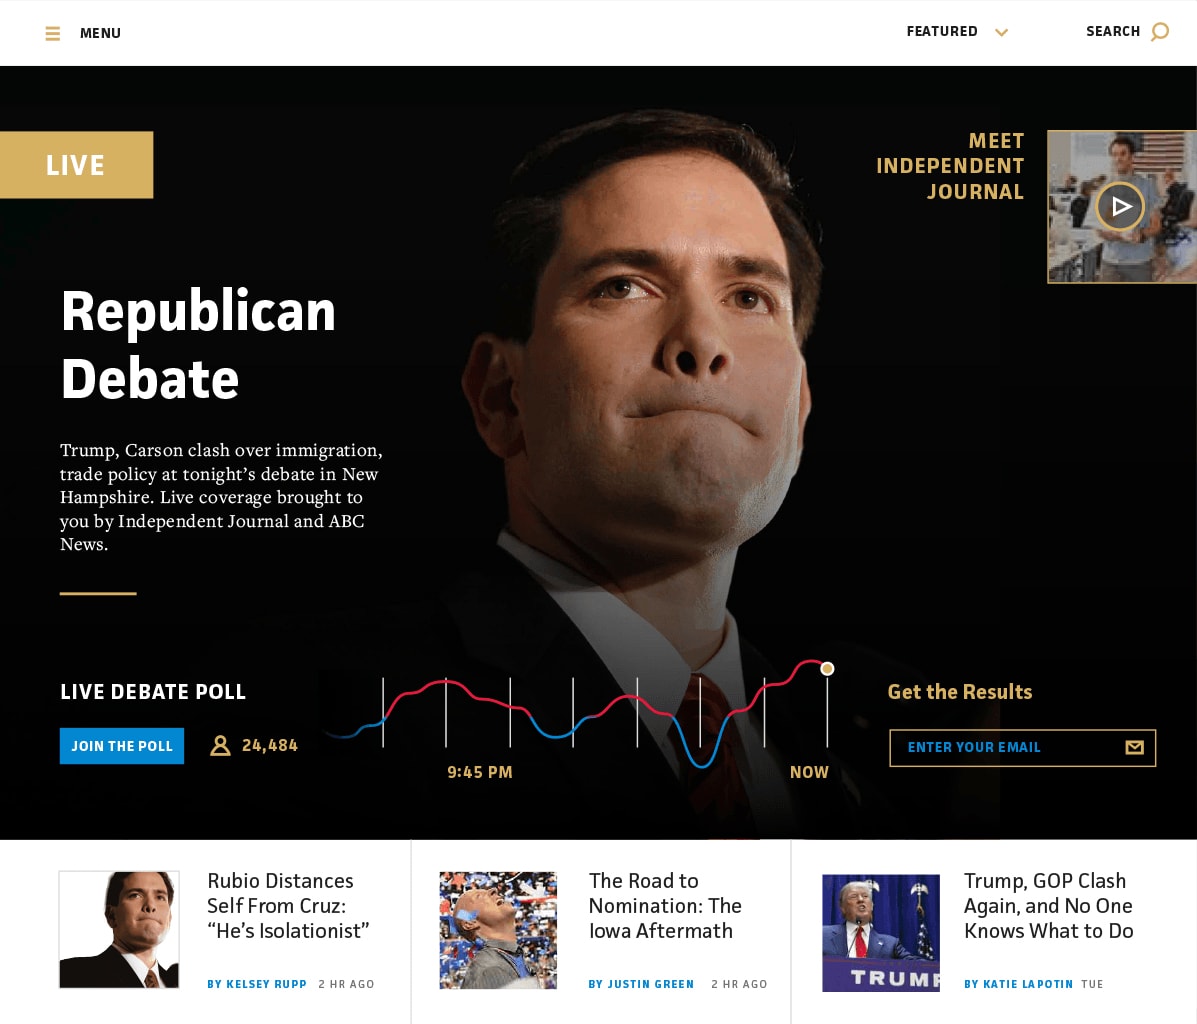 MENU
FEATURED
SEARCH
LIVE
MEET
INDEPENDENT
JOURNAL
Republican
Debate
Trump, Carson clash over immigration,
trade policy at tonight’s debate in New
Hampshire. Live coverage brought to
you by Independent Journal and ABC
News.
LIVE DEBATE POLL
JOIN THE POLL
24,484
9:45 PM
NOW
Get the Results
ENTER YOUR EMAIL
Rubio Distances
Self From Cruz:
“He’s Isolationist”
BY KELSEY RUPP 2 HR AGO
The Road to
Nomination: The
Iowa Aftermath
BY JUSTIN GREEN 2 HR AGO
TRUMP
Trump, GOP Clash
Again, and No One
Knows What to Do
BY KATIE LAPOTIN TUE